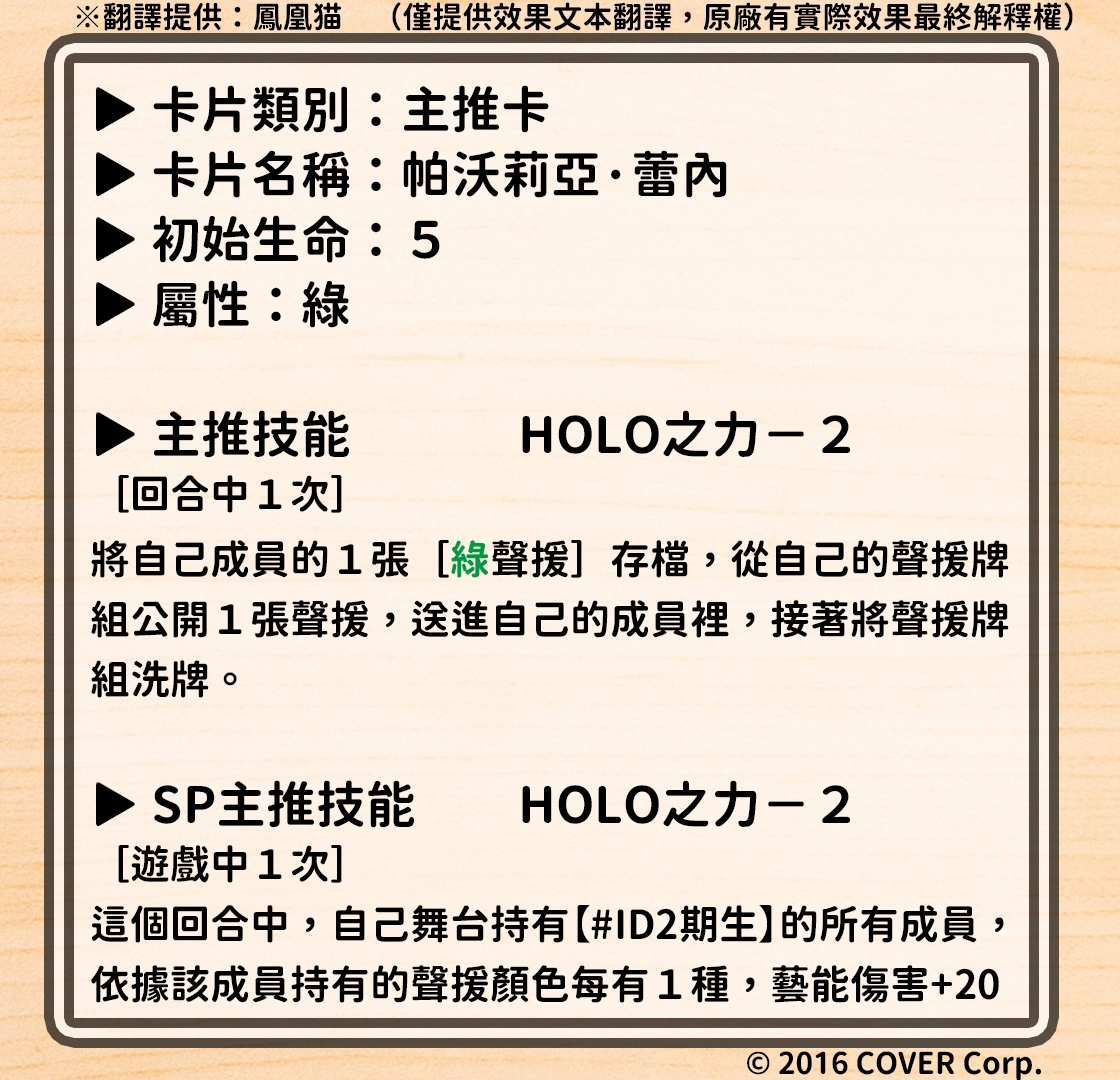 ※翻譯提供：鳳凰猫　（僅提供效果文本翻譯，原廠有實際效果最終解釋權）
▶ 卡片類別：主推卡
▶ 卡片名稱：帕沃莉亞·蕾內
▶ 初始生命：５
▶ 屬性：綠
▶ 主推技能　HOLO之力－２
［回合中１次］
將自己成員的１張［綠聲援］存檔，從自己的聲援牌
組公開１張聲援，送進自己的成員裡，接著將聲援牌
組洗牌。
▶ SP主推技能　HOLO之力－２
［遊戲中１次］
這個回合中，自己舞台持有【#ID2期生】的所有成員，
依據該成員持有的聲援顏色每有１種，藝能傷害+20
© 2016 COVER Corp.